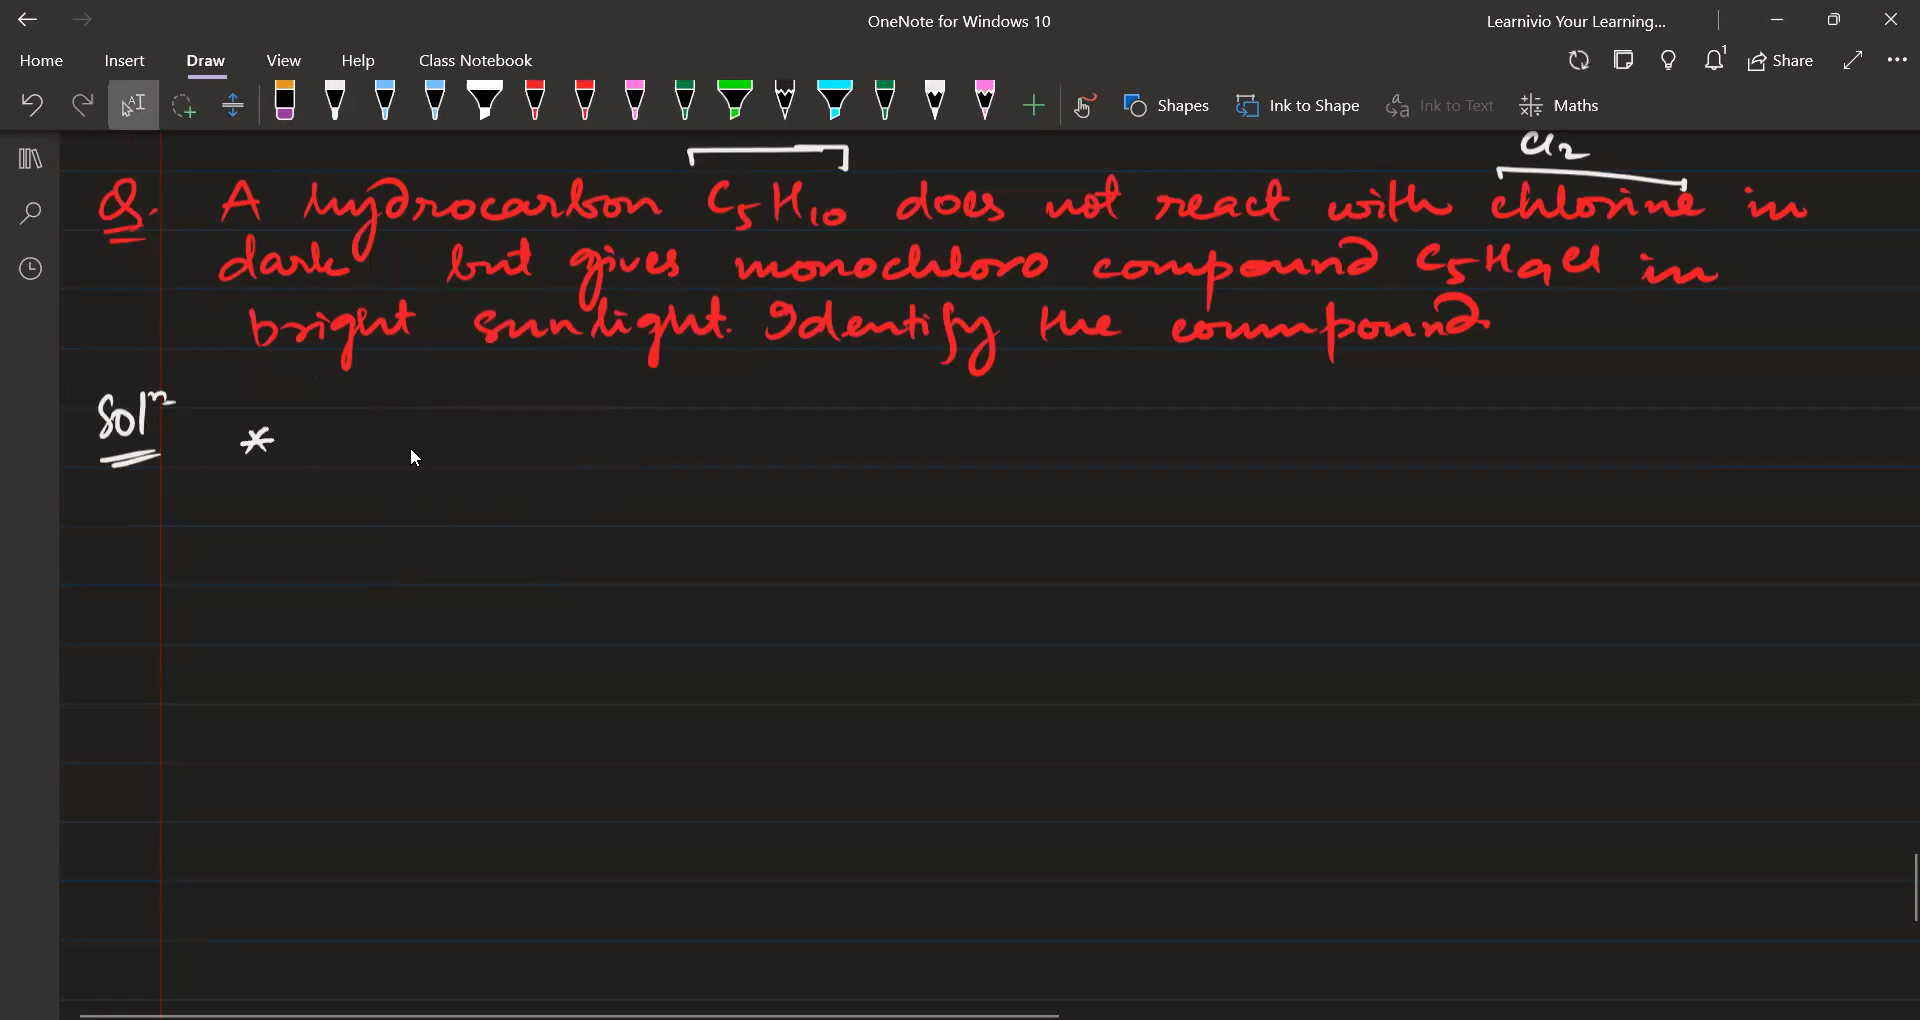 OneNote for Windows 10
Learnivio Your Learning...
Home Insert Draw View Help Class Notebook
1
Share
Shapes Ink to Shape Ink to Text Maths
Cl2
Q. A hydrocarbon C5H10 does not react with chlorine in
dark but gives monochloro compound C5H9Cl in
bright sunlight. Identify the coumpound
Solⁿ *